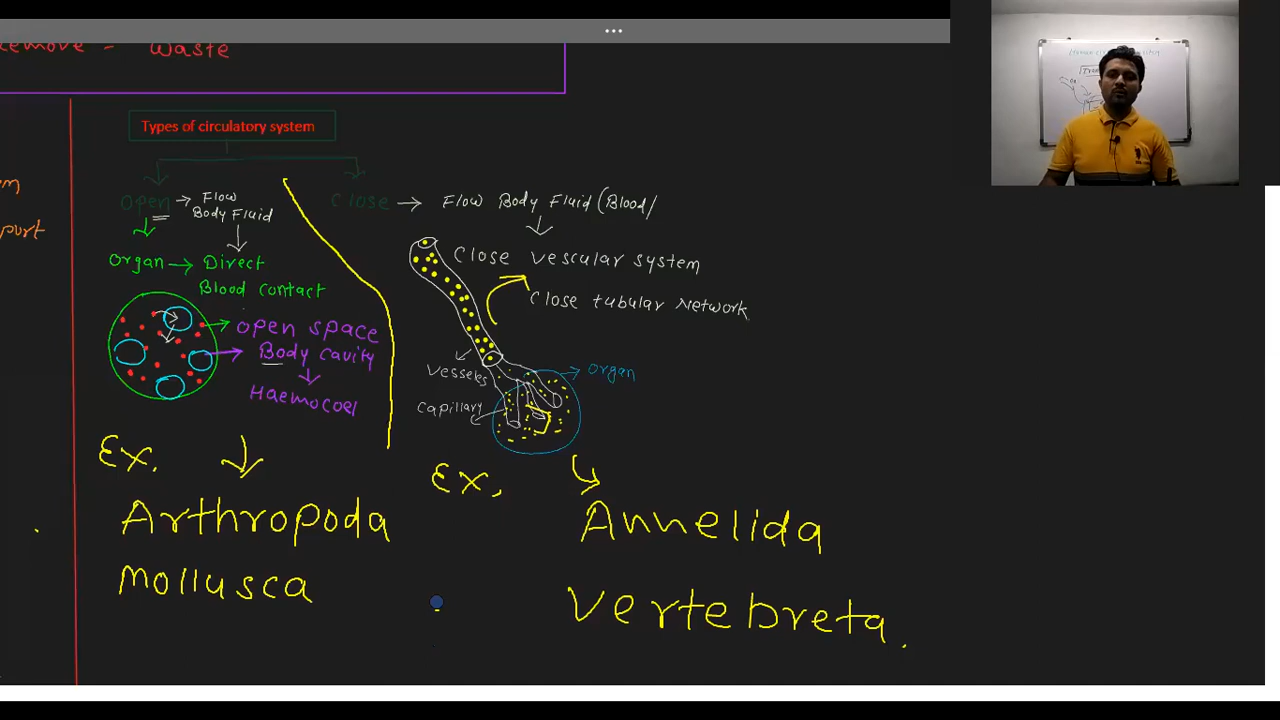 Remove - Waste
Types of circulatory system
Open → Flow
Body Fluid
Organ → Direct
Blood contact
open space
Body cavity
Haemocoel
Ex.
Arthropoda
Mollusca
Close → Flow Body Fluid (Blood/
Close vescular system
Close tubular Network
Vesseles
Capillary
organ
Ex.
Annelida
Vertebreta.